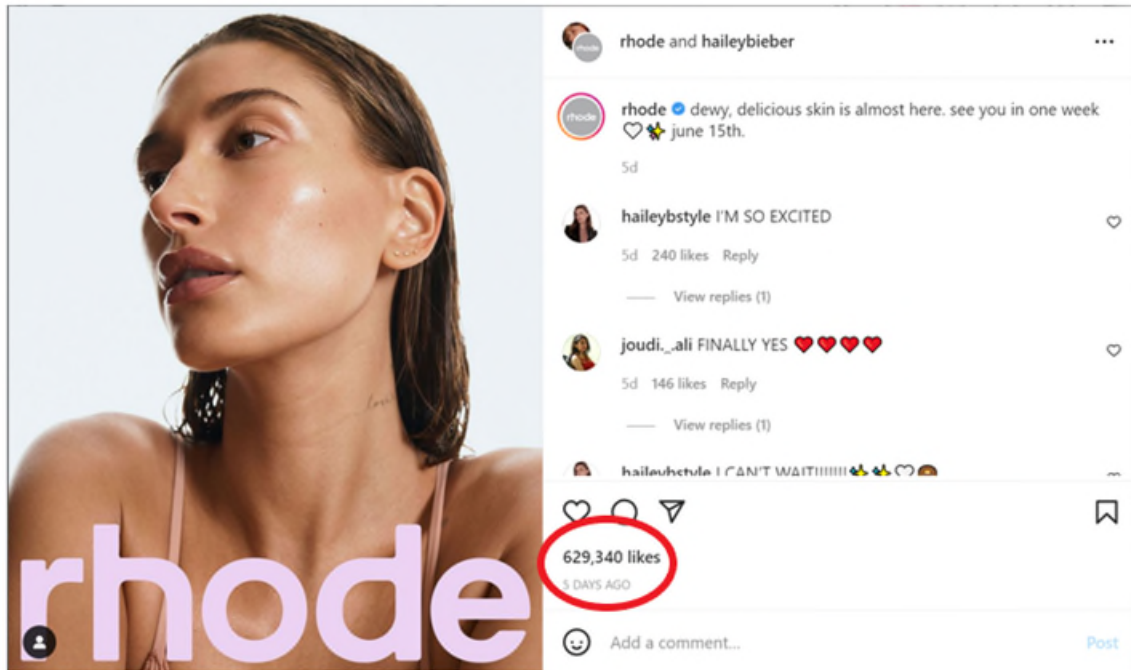 rhode
rhode and haileybieber
rhode
rhode dewy, delicious skin is almost here. see you in one week
🤍✨ june 15th.
5d
haileybstyle I'M SO EXCITED
5d 240 likes Reply
View replies (1)
joudi._.ali FINALLY YES ❤️❤️❤️❤️
5d 146 likes Reply
View replies (1)
haileybstyle I CAN'T WAIT!!!!!!!! ✨✨🤍🍩
629,340 likes
5 DAYS AGO
Add a comment... Post
love
rhode